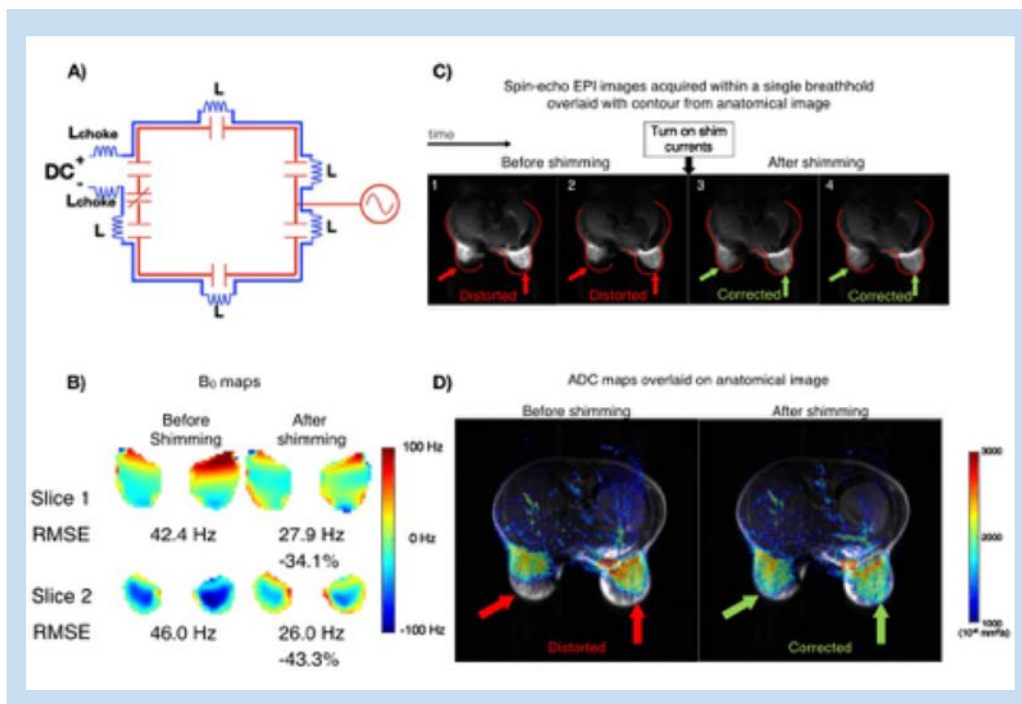 A)
L
Lchoke
DC
+
-
Lchoke
L
L
L
L
C)
Spin-echo EPI images acquired within a single breathhold
overlaid with contour from anatomical image
time
Turn on shim
currents
Before shimming
After shimming
1
2
3
4
Distorted
Distorted
Corrected
Corrected
B)
B₀ maps
Before
Shimming
After
shimming
100 Hz
Slice 1
RMSE
42.4 Hz
27.9 Hz
-34.1%
0 Hz
Slice 2
RMSE
46.0 Hz
26.0 Hz
-43.3%
-100 Hz
D)
ADC maps overlaid on anatomical image
Before shimming
After shimming
3000
2000
1000
Distorted
Corrected